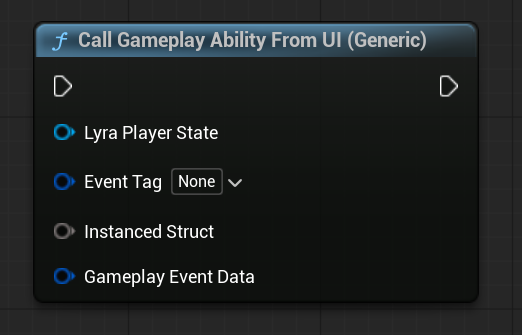 Call Gameplay Ability From UI (Generic)
Lyra Player State
Event Tag None
Instanced Struct
Gameplay Event Data